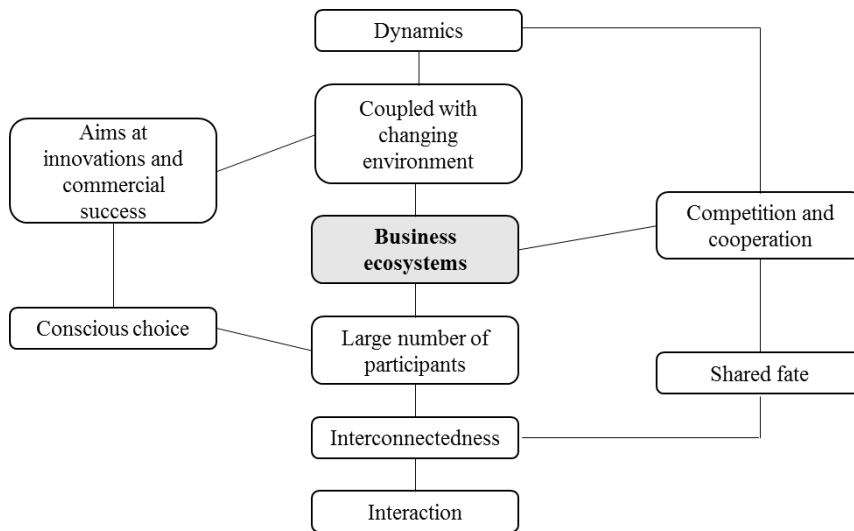 Dynamics
Coupled with
changing
environment
Aims at
innovations and
commercial
success
Business
ecosystems
Competition and
cooperation
Conscious choice
Large number of
participants
Shared fate
Interconnectedness
Interaction